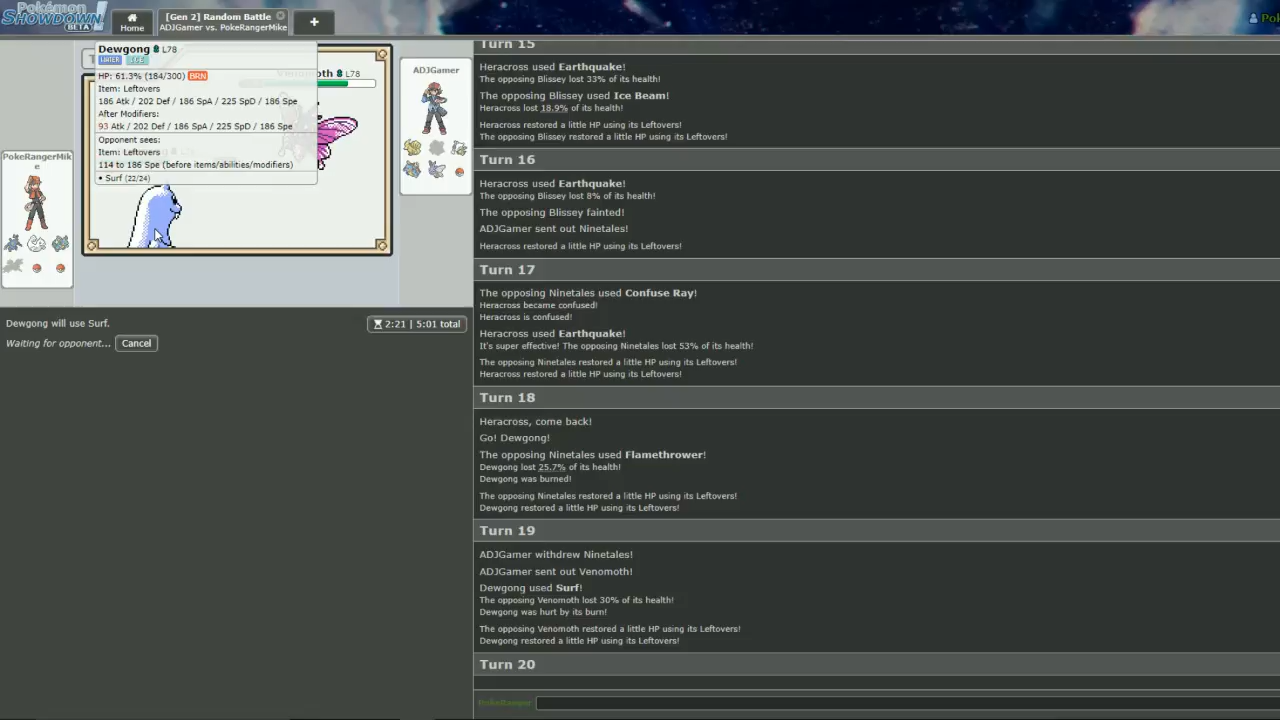 Pokémon
SHOWDOWN!
BETA
Home
[Gen 2] Random Battle
ADJGamer vs. PokeRangerMike
+
Dewgong L78
WATER ICE
HP: 61.3% (184/300) BRN
Item: Leftovers
186 Atk / 202 Def / 186 SpA / 225 SpD / 186 Spe
After Modifiers:
93 Atk / 202 Def / 186 SpA / 225 SpD / 186 Spe
Opponent sees:
Item: Leftovers
114 to 186 Spe (before items/abilities/modifiers)
• Surf (22/24)
L78
ADJGamer
PokeRangerMik
e
Dewgong will use Surf.
2:21 | 5:01 total
Waiting for opponent... Cancel
Turn 15
Heracross used Earthquake!
The opposing Blissey lost 33% of its health!
The opposing Blissey used Ice Beam!
Heracross lost 18.9% of its health!
Heracross restored a little HP using its Leftovers!
The opposing Blissey restored a little HP using its Leftovers!
Turn 16
Heracross used Earthquake!
The opposing Blissey lost 8% of its health!
The opposing Blissey fainted!
ADJGamer sent out Ninetales!
Heracross restored a little HP using its Leftovers!
Turn 17
The opposing Ninetales used Confuse Ray!
Heracross became confused!
Heracross is confused!
Heracross used Earthquake!
It's super effective! The opposing Ninetales lost 53% of its health!
The opposing Ninetales restored a little HP using its Leftovers!
Heracross restored a little HP using its Leftovers!
Turn 18
Heracross, come back!
Go! Dewgong!
The opposing Ninetales used Flamethrower!
Dewgong lost 25.7% of its health!
Dewgong was burned!
The opposing Ninetales restored a little HP using its Leftovers!
Dewgong restored a little HP using its Leftovers!
Turn 19
ADJGamer withdrew Ninetales!
ADJGamer sent out Venomoth!
Dewgong used Surf!
The opposing Venomoth lost 30% of its health!
Dewgong was hurt by its burn!
The opposing Venomoth restored a little HP using its Leftovers!
Dewgong restored a little HP using its Leftovers!
Turn 20